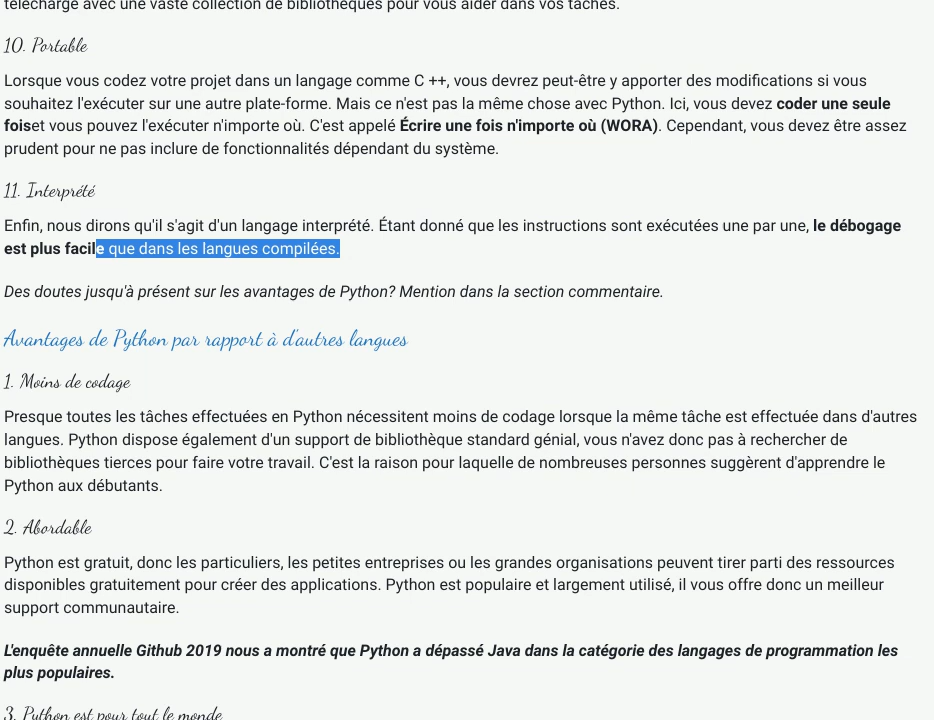 téléchargé avec une vaste collection de bibliothèques pour vous aider dans vos tâches.
10. Portable
Lorsque vous codez votre projet dans un langage comme C ++, vous devrez peut-être y apporter des modifications si vous
souhaitez l'exécuter sur une autre plate-forme. Mais ce n'est pas la même chose avec Python. Ici, vous devez coder une seule
foiset vous pouvez l'exécuter n'importe où. C'est appelé Écrire une fois n'importe où (WORA). Cependant, vous devez être assez
prudent pour ne pas inclure de fonctionnalités dépendant du système.
11. Interprété
Enfin, nous dirons qu'il s'agit d'un langage interprété. Étant donné que les instructions sont exécutées une par une, le débogage
est plus facile que dans les langues compilées.
Des doutes jusqu'à présent sur les avantages de Python? Mention dans la section commentaire.
Avantages de Python par rapport à d'autres langues
1. Moins de codage
Presque toutes les tâches effectuées en Python nécessitent moins de codage lorsque la même tâche est effectuée dans d'autres
langues. Python dispose également d'un support de bibliothèque standard génial, vous n'avez donc pas à rechercher de
bibliothèques tierces pour faire votre travail. C'est la raison pour laquelle de nombreuses personnes suggèrent d'apprendre le
Python aux débutants.
2. Abordable
Python est gratuit, donc les particuliers, les petites entreprises ou les grandes organisations peuvent tirer parti des ressources
disponibles gratuitement pour créer des applications. Python est populaire et largement utilisé, il vous offre donc un meilleur
support communautaire.
L'enquête annuelle Github 2019 nous a montré que Python a dépassé Java dans la catégorie des langages de programmation les
plus populaires.
3. Python est pour tout le monde